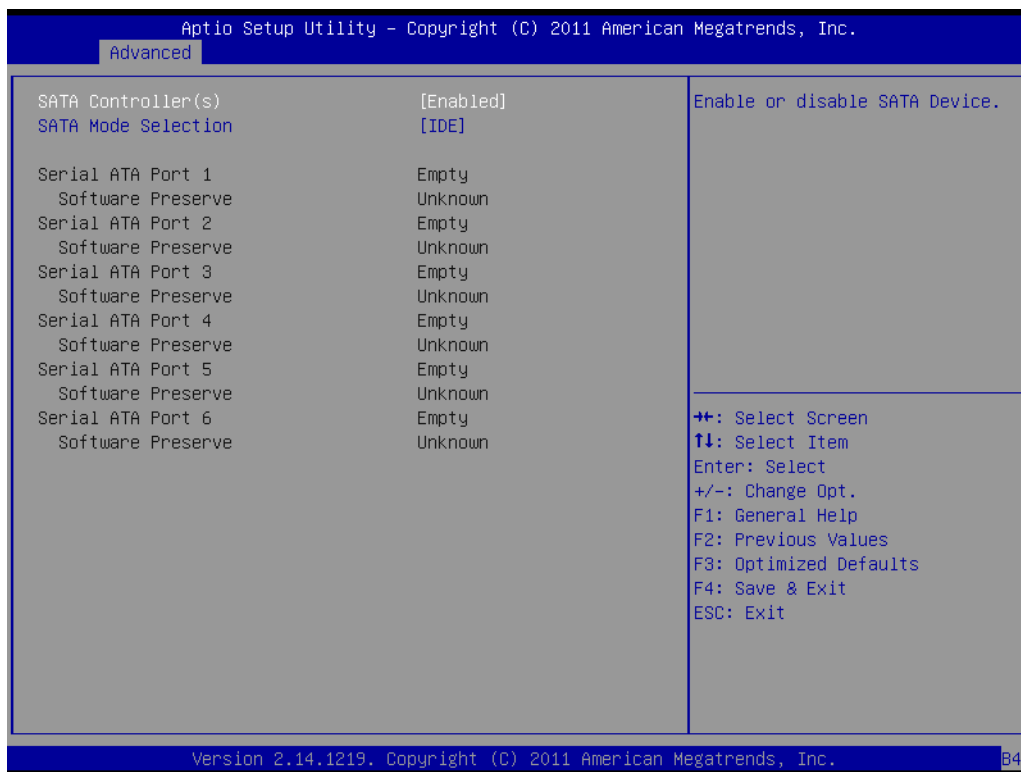 Aptio Setup Utility – Copyright (C) 2011 American Megatrends, Inc.
Advanced
SATA Controller(s) [Enabled]
SATA Mode Selection [IDE]
Serial ATA Port 1 Empty
Software Preserve Unknown
Serial ATA Port 2 Empty
Software Preserve Unknown
Serial ATA Port 3 Empty
Software Preserve Unknown
Serial ATA Port 4 Empty
Software Preserve Unknown
Serial ATA Port 5 Empty
Software Preserve Unknown
Serial ATA Port 6 Empty
Software Preserve Unknown
Enable or disable SATA Device.
→←: Select Screen
↑↓: Select Item
Enter: Select
+/-: Change Opt.
F1: General Help
F2: Previous Values
F3: Optimized Defaults
F4: Save & Exit
ESC: Exit
Version 2.14.1219. Copyright (C) 2011 American Megatrends, Inc.
B4